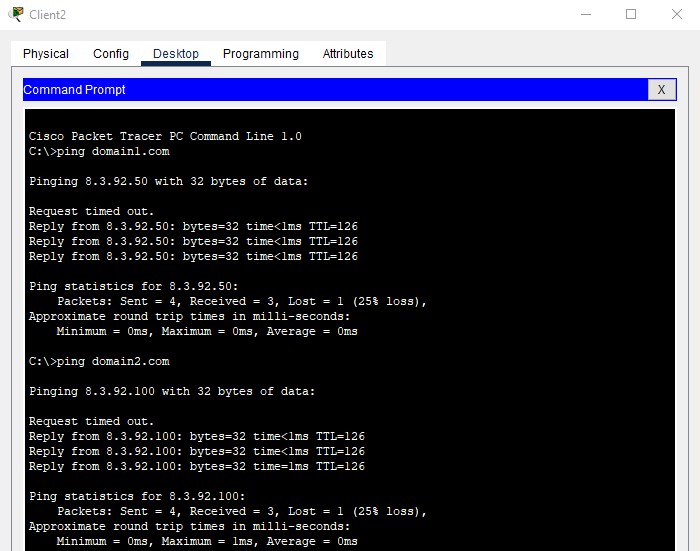 Client2
Physical Config Desktop Programming Attributes
Command Prompt X
Cisco Packet Tracer PC Command Line 1.0
C:\>ping domain1.com
Pinging 8.3.92.50 with 32 bytes of data:
Request timed out.
Reply from 8.3.92.50: bytes=32 time<1ms TTL=126
Reply from 8.3.92.50: bytes=32 time<1ms TTL=126
Reply from 8.3.92.50: bytes=32 time<1ms TTL=126
Ping statistics for 8.3.92.50:
Packets: Sent = 4, Received = 3, Lost = 1 (25% loss),
Approximate round trip times in milli-seconds:
Minimum = 0ms, Maximum = 0ms, Average = 0ms
C:\>ping domain2.com
Pinging 8.3.92.100 with 32 bytes of data:
Request timed out.
Reply from 8.3.92.100: bytes=32 time<1ms TTL=126
Reply from 8.3.92.100: bytes=32 time<1ms TTL=126
Reply from 8.3.92.100: bytes=32 time=1ms TTL=126
Ping statistics for 8.3.92.100:
Packets: Sent = 4, Received = 3, Lost = 1 (25% loss),
Approximate round trip times in milli-seconds:
Minimum = 0ms, Maximum = 1ms, Average = 0ms